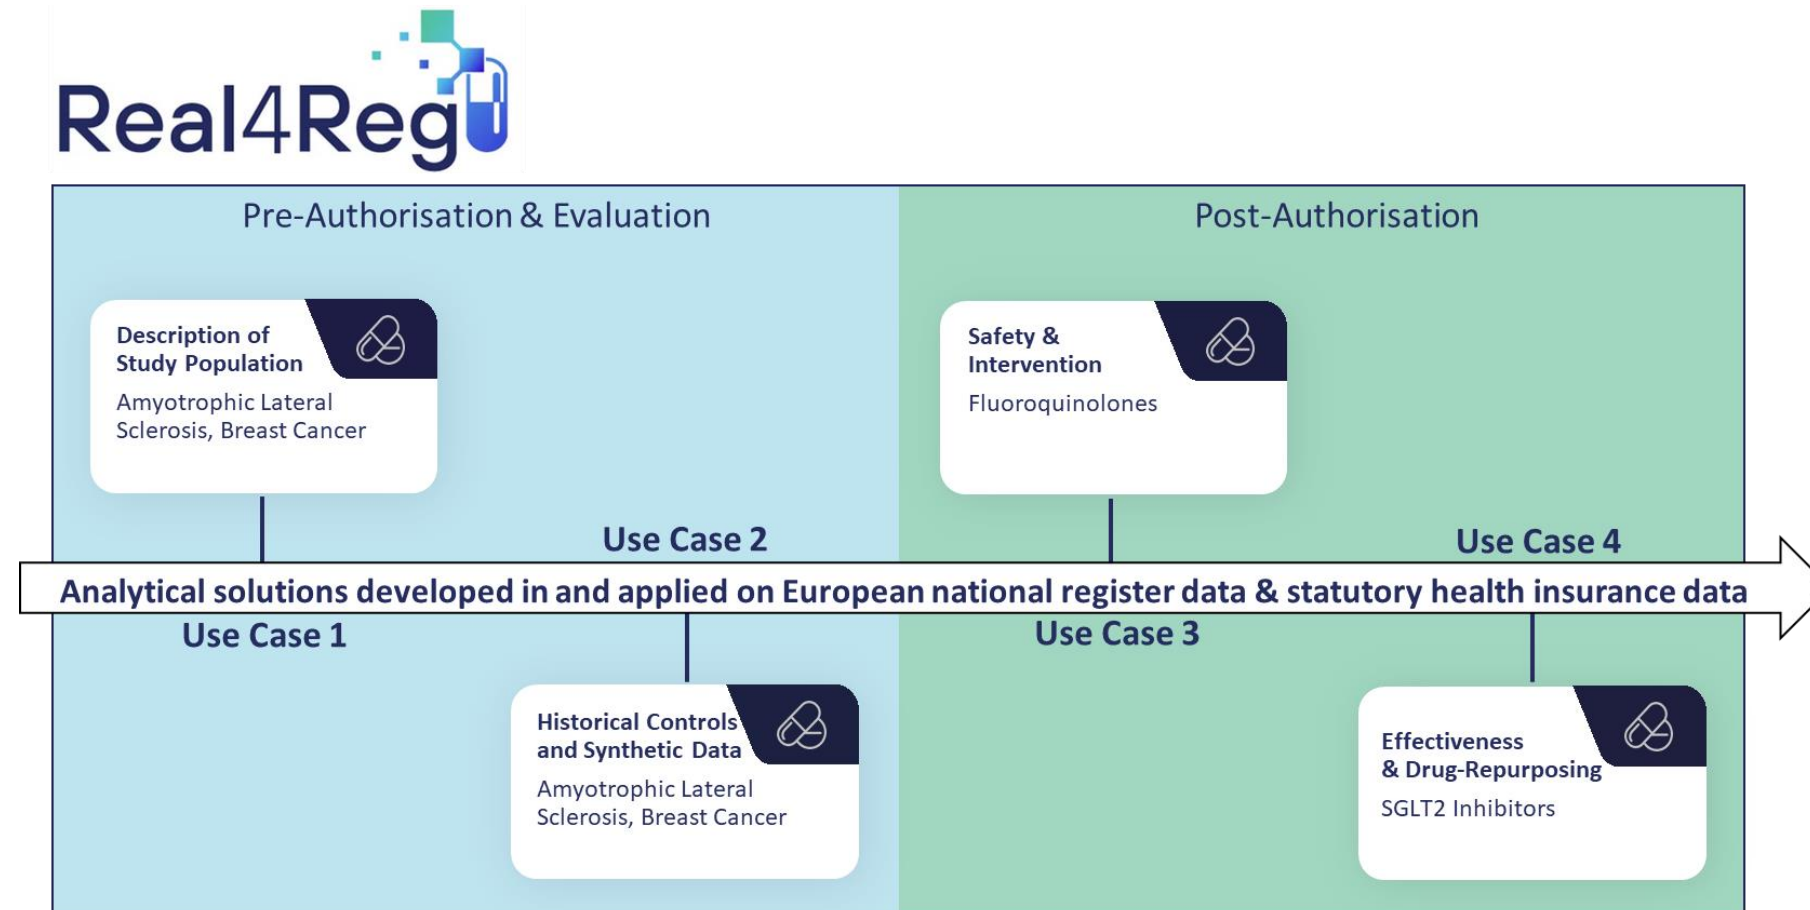 Real4Reg
Pre-Authorisation & Evaluation
Post-Authorisation
Description of
Study Population
Amyotrophic Lateral
Sclerosis, Breast Cancer
Safety &
Intervention
Fluoroquinolones
Use Case 2
Use Case 4
Analytical solutions developed in and applied on European national register data & statutory health insurance data
Use Case 1
Use Case 3
Historical Controls
and Synthetic Data
Amyotrophic Lateral
Sclerosis, Breast Cancer
Effectiveness
& Drug-Repurposing
SGLT2 Inhibitors